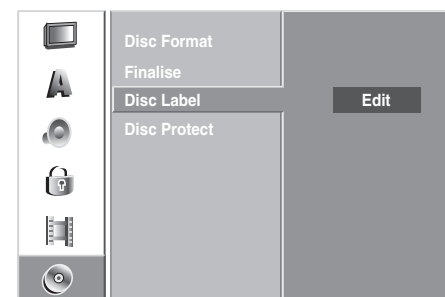 Disc Format
Finalise
Disc Label
Edit
Disc Protect